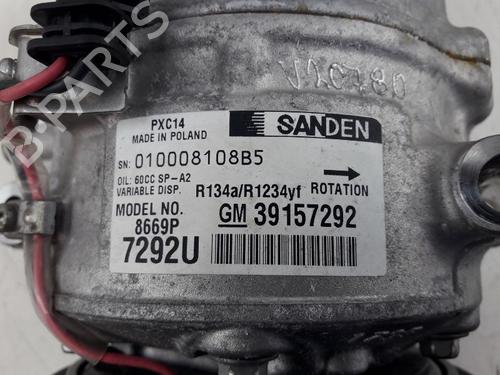 V20780
PXC14
MADE IN POLAND
SANDEN
SN: 010008108B5
OIL: 60CC SP-A2
VARIABLE DISP.
R134a/R1234yf
ROTATION
MODEL NO.
8669P
GM 39157292
7292U